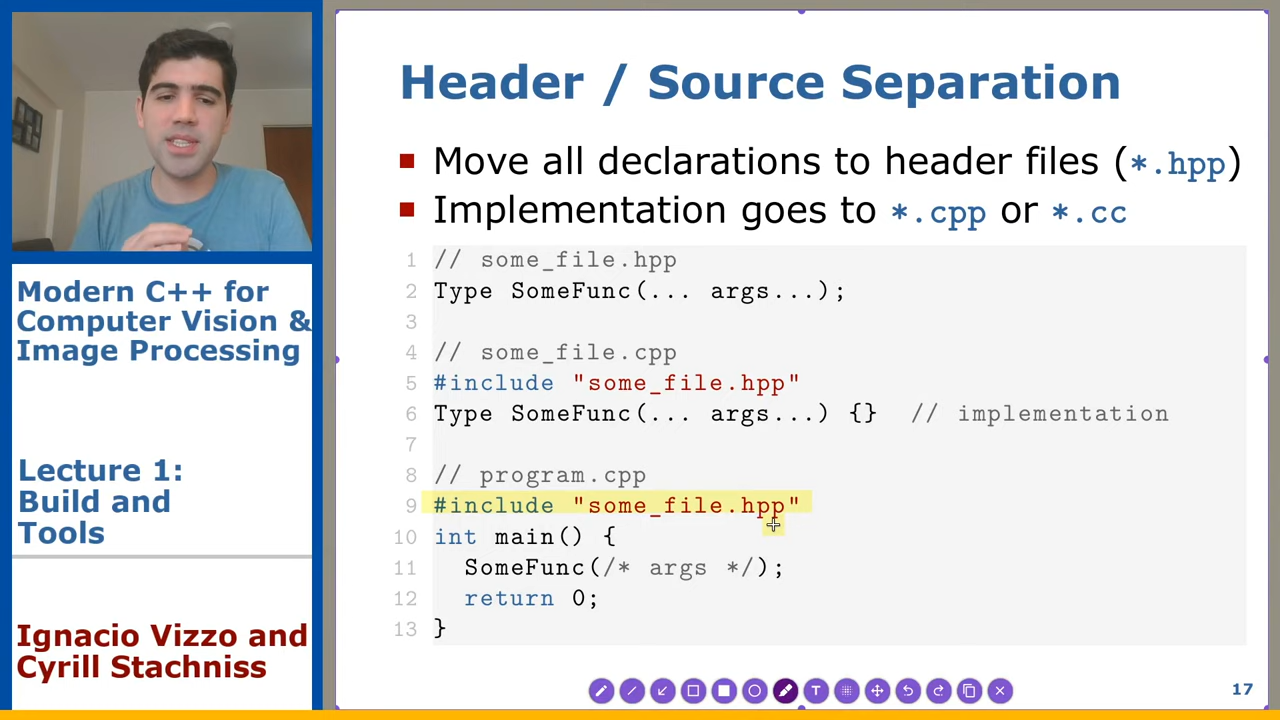 Modern C++ for
Computer Vision &
Image Processing
Lecture 1:
Build and
Tools
Ignacio Vizzo and
Cyrill Stachniss
Header / Source Separation
Move all declarations to header files (*.hpp)
Implementation goes to *.cpp or *.cc
1 // some_file.hpp
2 Type SomeFunc(... args...);
3
4 // some_file.cpp
5 #include "some_file.hpp"
6 Type SomeFunc(... args...) {}  // implementation
7
8 // program.cpp
9 #include "some_file.hpp"
10 int main() {
11   SomeFunc(/* args */);
12   return 0;
13 }
T
17